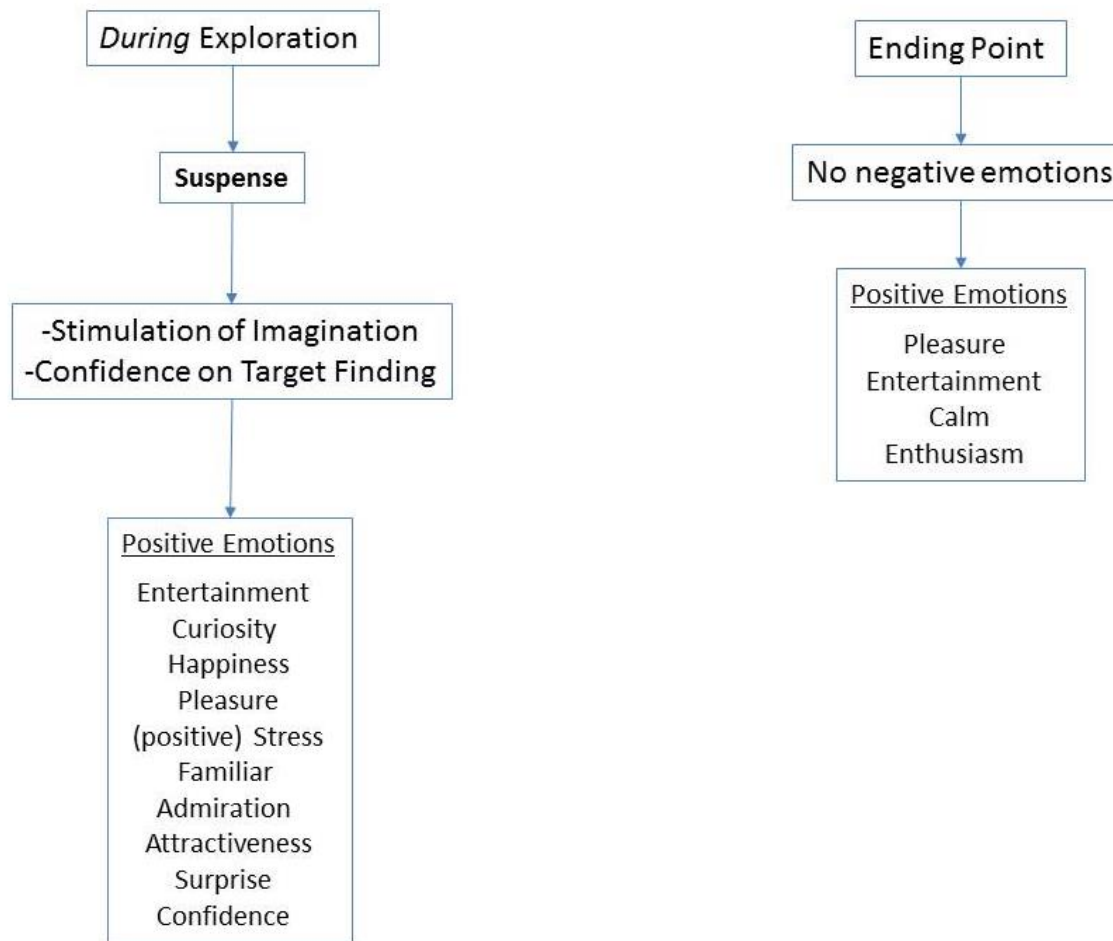 During Exploration
Suspense
-Stimulation of Imagination
-Confidence on Target Finding
Positive Emotions
Entertainment
Curiosity
Happiness
Pleasure
(positive) Stress
Familiar
Admiration
Attractiveness
Surprise
Confidence
Ending Point
No negative emotions
Positive Emotions
Pleasure
Entertainment
Calm
Enthusiasm